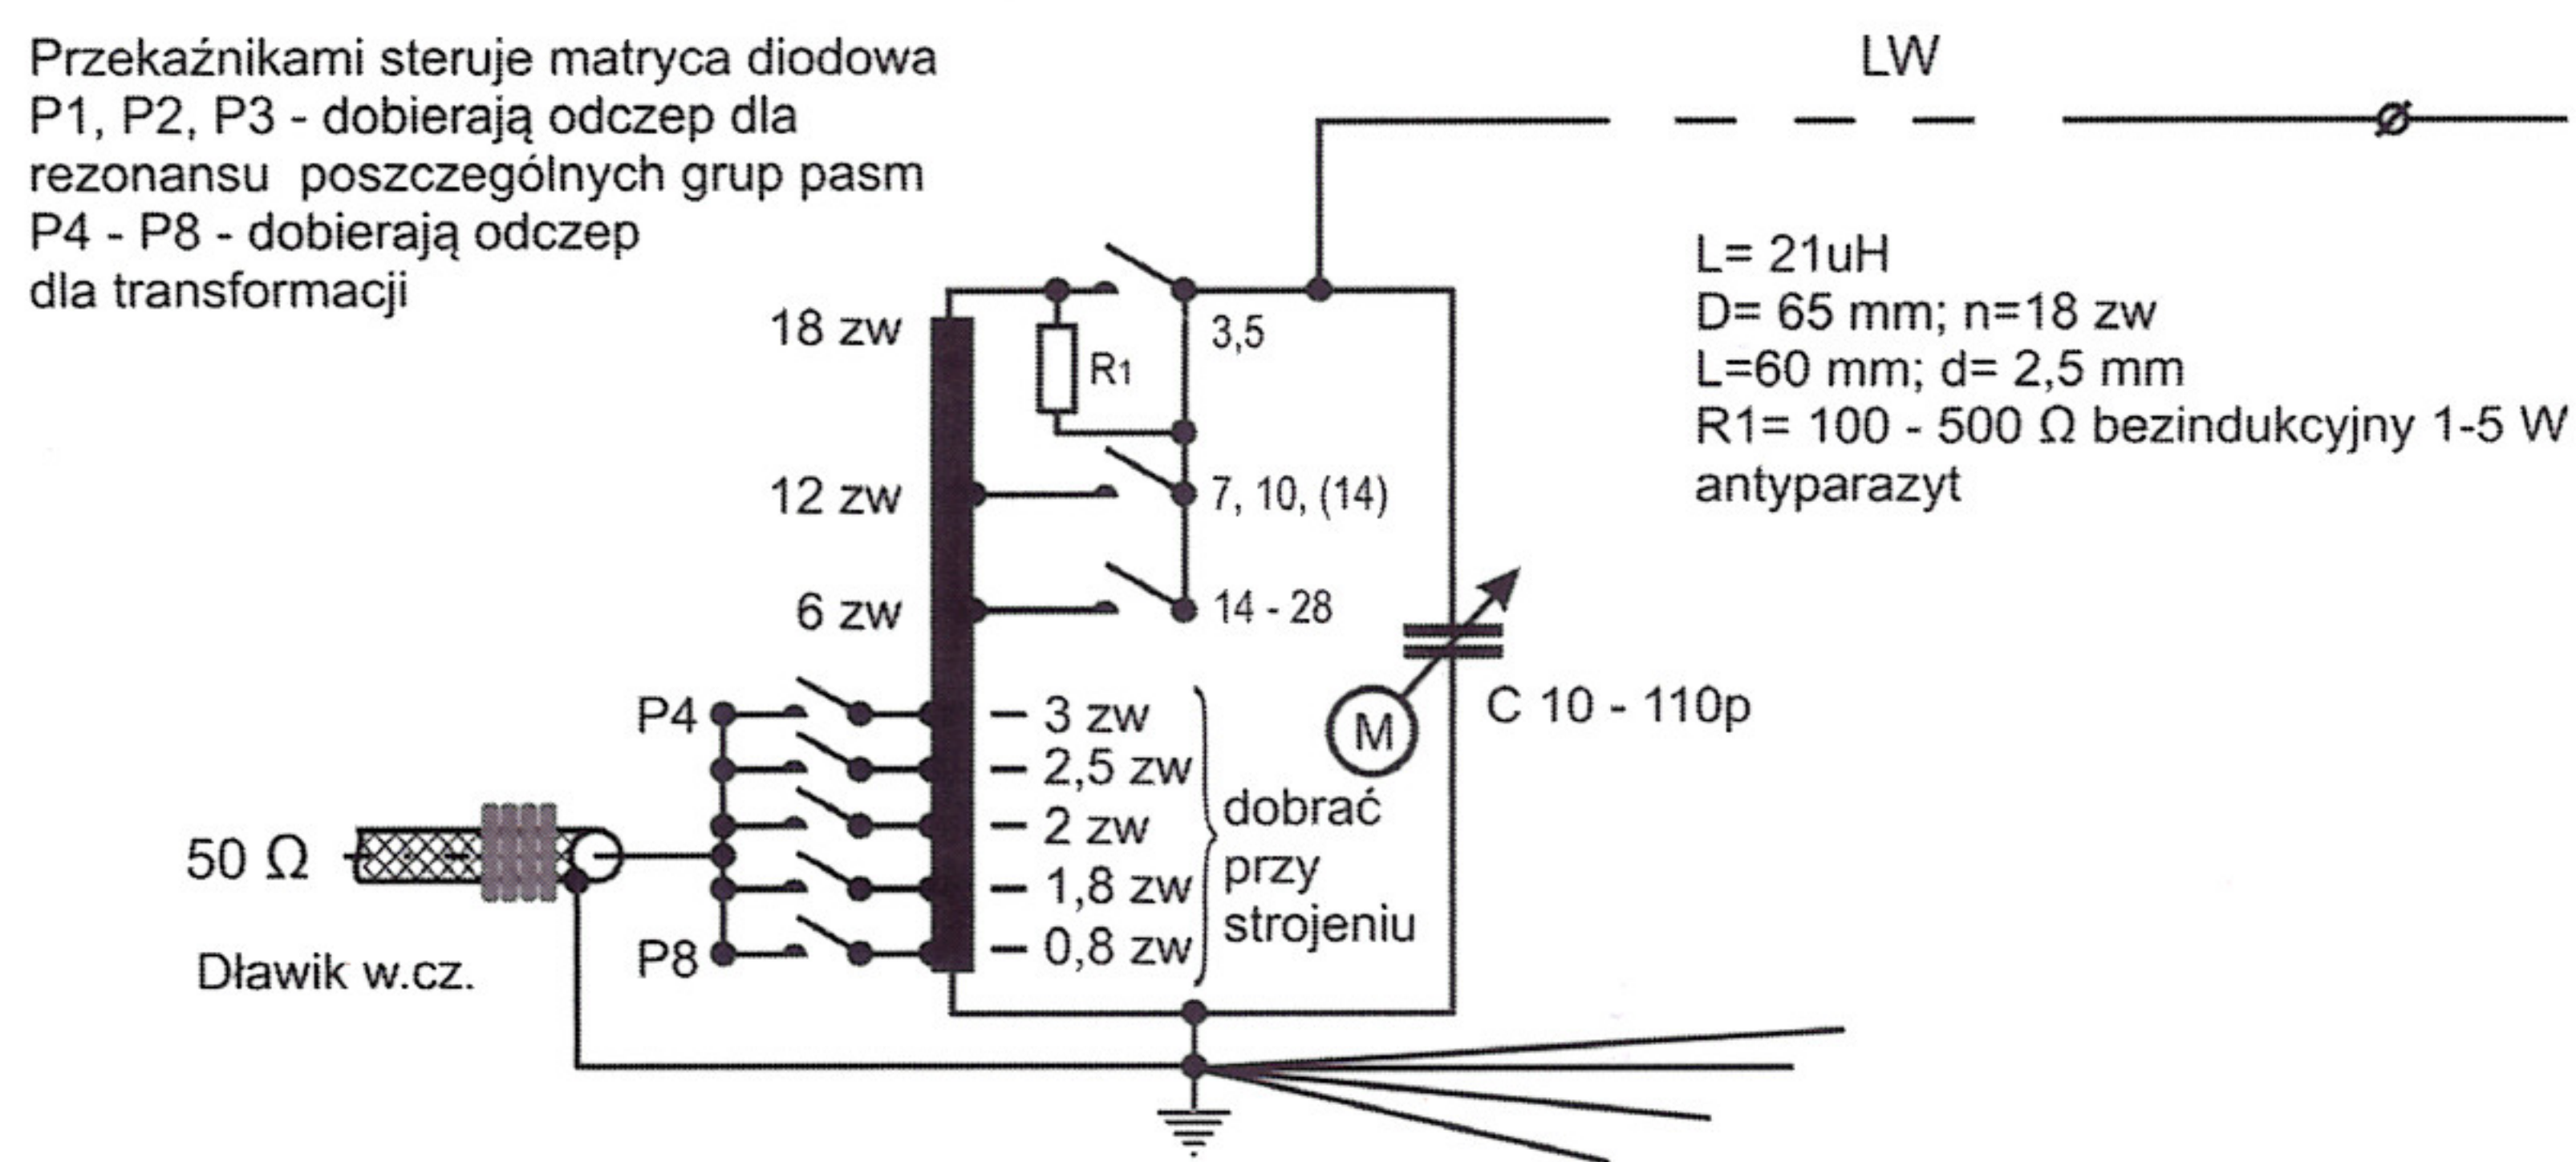 Przekaźnikami steruje matryca diodowa
P1, P2, P3 - dobierają odczep dla
rezonansu poszczególnych grup pasm
P4 - P8 - dobierają odczep
dla transformacji
LW
L= 21uH
D= 65 mm; n=18 zw
L=60 mm; d= 2,5 mm
R1= 100 - 500 Ω bezindukcyjny 1-5 W
antyparazyt
18 zw
R1
3,5
12 zw
7, 10, (14)
6 zw
14 - 28
P4
3 zw
2,5 zw
2 zw
1,8 zw
0,8 zw
dobrać
przy
strojeniu
M
C 10 - 110p
50 Ω
P8
Dławik w.cz.